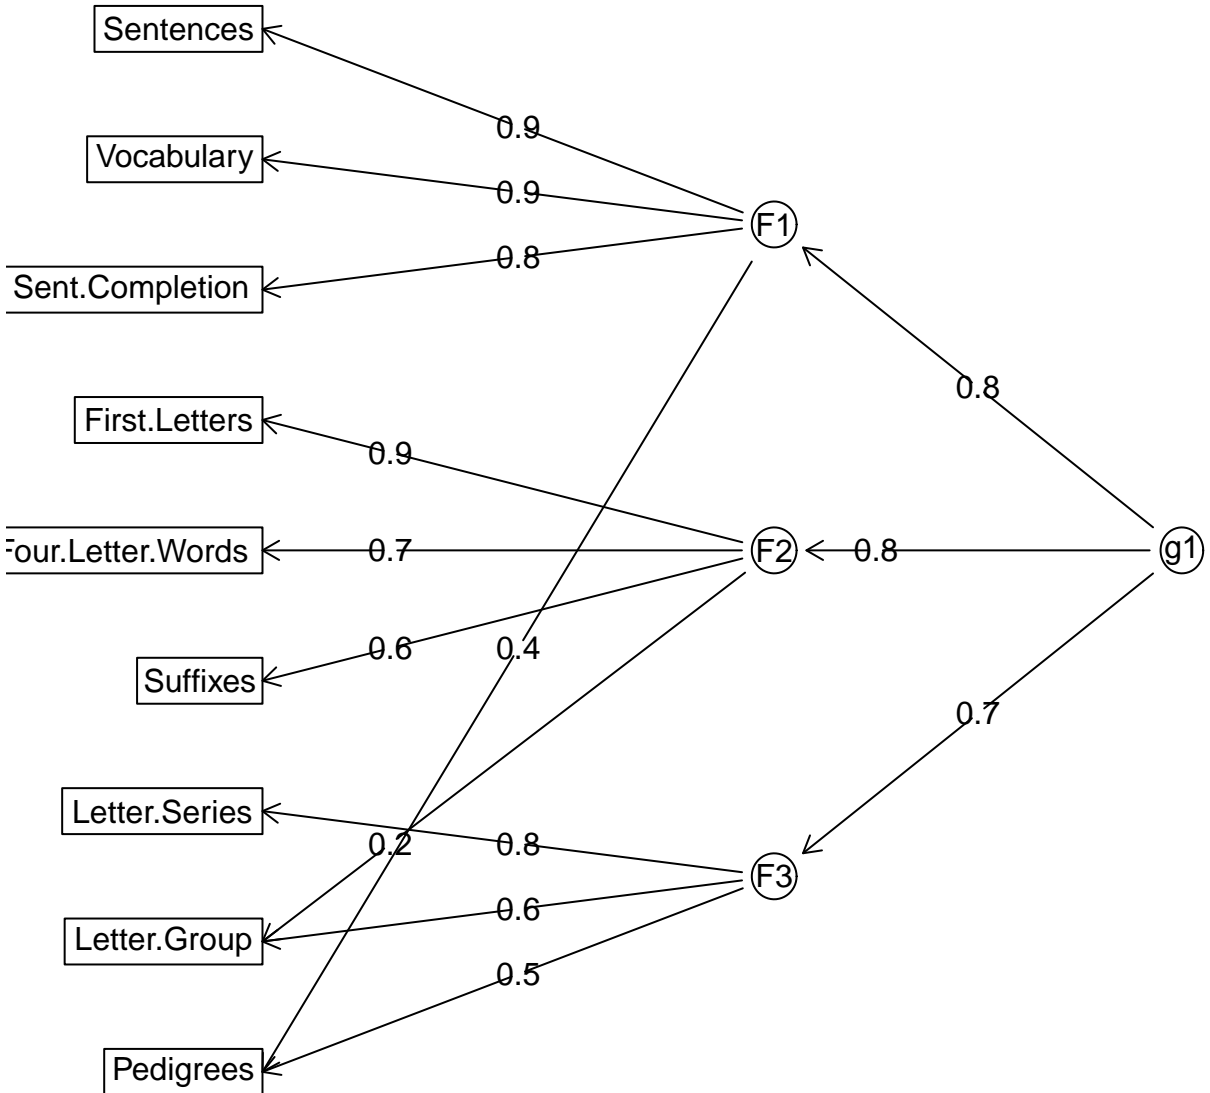 Sentences
0.9
Vocabulary
0.9
F1
0.8
Sent.Completion
0.8
First.Letters
0.9
Four.Letter.Words
0.7
F2
0.8
g1
Suffixes
0.6
0.4
0.7
Letter.Series
0.2
0.8
F3
0.6
Letter.Group
0.5
Pedigrees